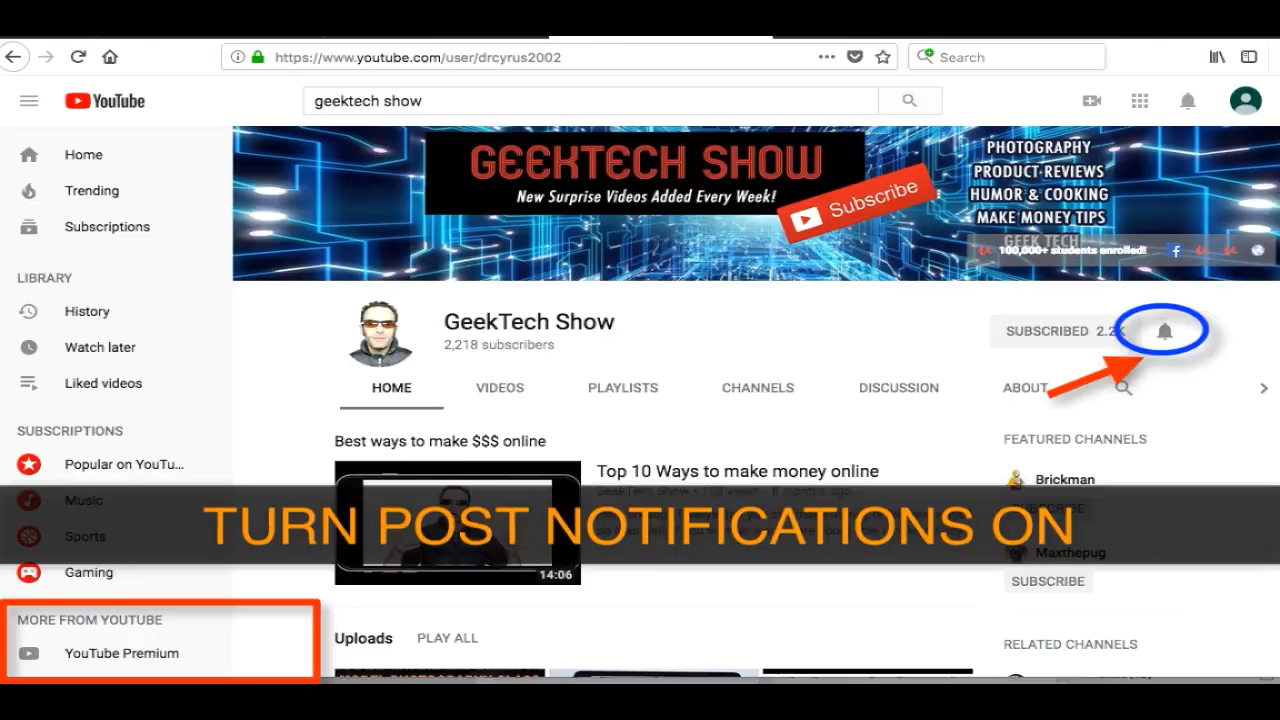 https://www.youtube.com/user/drcyrus2002
Search
YouTube
geektech show
Home
Trending
Subscriptions
LIBRARY
History
Watch later
Liked videos
SUBSCRIPTIONS
Popular on YouTu...
Music
Sports
Gaming
MORE FROM YOUTUBE
YouTube Premium
GEEKTECH SHOW
New Surprise Videos Added Every Week!
Subscribe
PHOTOGRAPHY
PRODUCT REVIEWS
HUMOR & COOKING
MAKE MONEY TIPS
GEEK TECH
100,000+ students enrolled!
GeekTech Show
2,218 subscribers
SUBSCRIBED 2.2K
HOME
VIDEOS
PLAYLISTS
CHANNELS
DISCUSSION
ABOUT
Best ways to make $$$ online
Top 10 Ways to make money online
14:06
TURN POST NOTIFICATIONS ON
Uploads
PLAY ALL
FEATURED CHANNELS
Brickman
SUBSCRIBE
Maxthepug
SUBSCRIBE
RELATED CHANNELS